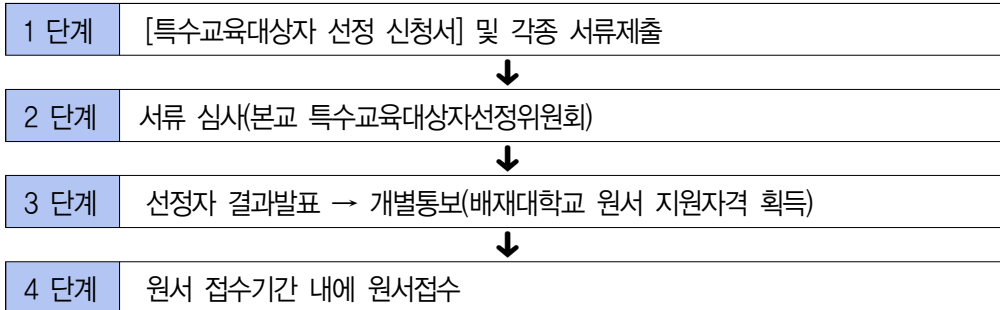 1 단계 [특수교육대상자 선정 신청서] 및 각종 서류제출
2 단계 서류 심사(본교 특수교육대상자선정위원회)
3 단계 선정자 결과발표 → 개별통보(배재대학교 원서 지원자격 획득)
4 단계 원서 접수기간 내에 원서접수